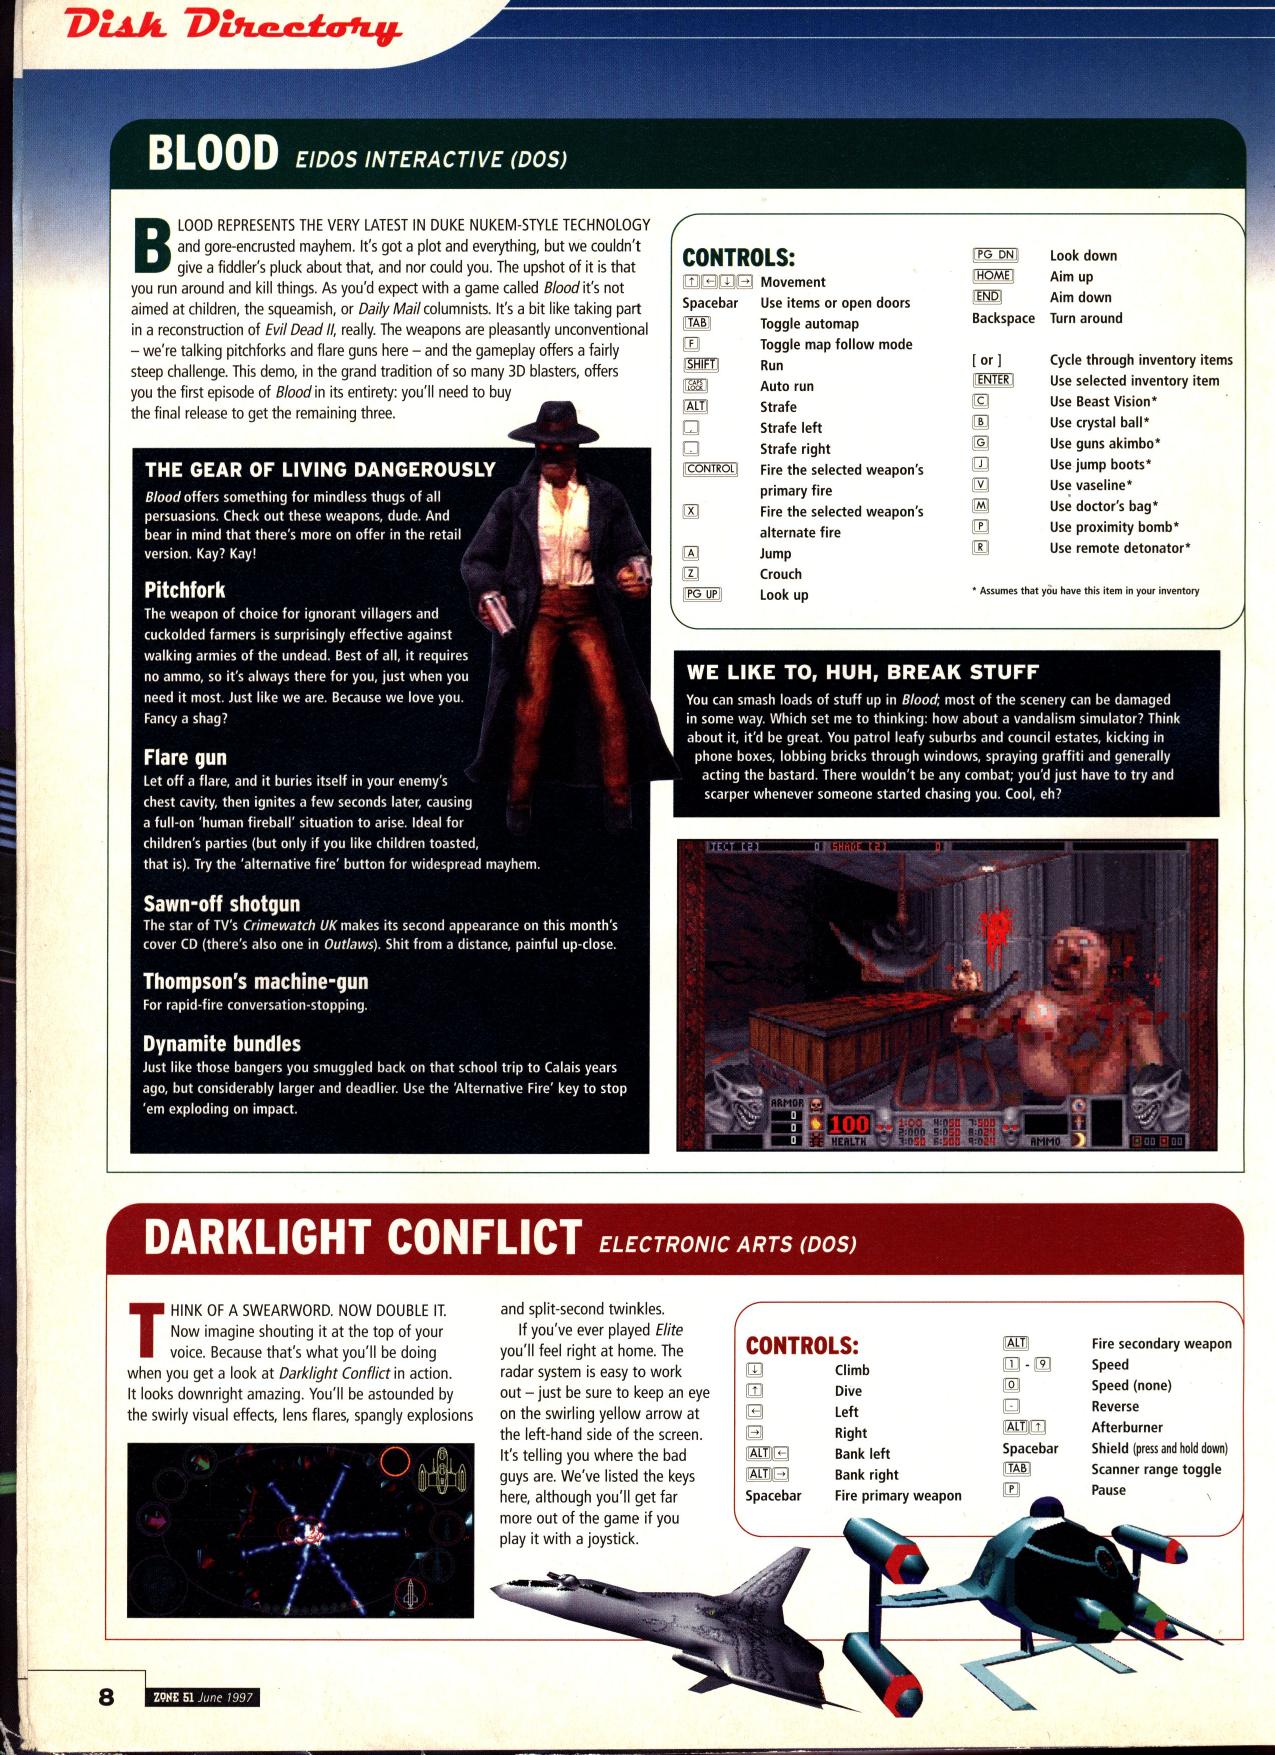 Disk Directory
BLOOD EIDOS INTERACTIVE (DOS)
BLOOD REPRESENTS THE VERY LATEST IN DUKE NUKEM-STYLE TECHNOLOGY
and gore-encrusted mayhem. It's got a plot and everything, but we couldn't
give a fiddler's pluck about that, and nor could you. The upshot of it is that
you run around and kill things. As you'd expect with a game called Blood it's not
aimed at children, the squeamish, or Daily Mail columnists. It's a bit like taking part
in a reconstruction of Evil Dead II, really. The weapons are pleasantly unconventional
– we're talking pitchforks and flare guns here – and the gameplay offers a fairly
steep challenge. This demo, in the grand tradition of so many 3D blasters, offers
you the first episode of Blood in its entirety: you'll need to buy
the final release to get the remaining three.
THE GEAR OF LIVING DANGEROUSLY
Blood offers something for mindless thugs of all
persuasions. Check out these weapons, dude. And
bear in mind that there's more on offer in the retail
version. Kay? Kay!
Pitchfork
The weapon of choice for ignorant villagers and
cuckolded farmers is surprisingly effective against
walking armies of the undead. Best of all, it requires
no ammo, so it's always there for you, just when you
need it most. Just like we are. Because we love you.
Fancy a shag?
Flare gun
Let off a flare, and it buries itself in your enemy's
chest cavity, then ignites a few seconds later, causing
a full-on 'human fireball' situation to arise. Ideal for
children's parties (but only if you like children toasted,
that is). Try the 'alternative fire' button for widespread mayhem.
Sawn-off shotgun
The star of TV's Crimewatch UK makes its second appearance on this month's
cover CD (there's also one in Outlaws). Shit from a distance, painful up-close.
Thompson's machine-gun
For rapid-fire conversation-stopping.
Dynamite bundles
Just like those bangers you smuggled back on that school trip to Calais years
ago, but considerably larger and deadlier. Use the 'Alternative Fire' key to stop
'em exploding on impact.
CONTROLS:
↑ ← ↓ → Movement
Spacebar Use items or open doors
TAB Toggle automap
F Toggle map follow mode
SHIFT Run
CAPS LOCK Auto run
ALT Strafe
, Strafe left
. Strafe right
CONTROL Fire the selected weapon's
primary fire
X Fire the selected weapon's
alternate fire
A Jump
Z Crouch
PG UP Look up
PG DN Look down
HOME Aim up
END Aim down
Backspace Turn around
[ or ] Cycle through inventory items
ENTER Use selected inventory item
C Use Beast Vision*
B Use crystal ball*
G Use guns akimbo*
J Use jump boots*
V Use vaseline*
M Use doctor's bag*
P Use proximity bomb*
R Use remote detonator*
* Assumes that you have this item in your inventory
WE LIKE TO, HUH, BREAK STUFF
You can smash loads of stuff up in Blood; most of the scenery can be damaged
in some way. Which set me to thinking: how about a vandalism simulator? Think
about it, it'd be great. You patrol leafy suburbs and council estates, kicking in
phone boxes, lobbing bricks through windows, spraying graffiti and generally
acting the bastard. There wouldn't be any combat; you'd just have to try and
scarper whenever someone started chasing you. Cool, eh?
TECT [2] 0 SHADE [2] 0
ARMOR
0
0
0
100
HEALTH
AMMO
DARKLIGHT CONFLICT ELECTRONIC ARTS (DOS)
THINK OF A SWEARWORD. NOW DOUBLE IT.
Now imagine shouting it at the top of your
voice. Because that's what you'll be doing
when you get a look at Darklight Conflict in action.
It looks downright amazing. You'll be astounded by
the swirly visual effects, lens flares, spangly explosions
and split-second twinkles.
If you've ever played Elite
you'll feel right at home. The
radar system is easy to work
out – just be sure to keep an eye
on the swirling yellow arrow at
the left-hand side of the screen.
It's telling you where the bad
guys are. We've listed the keys
here, although you'll get far
more out of the game if you
play it with a joystick.
CONTROLS:
↓ Climb
↑ Dive
← Left
→ Right
ALT ← Bank left
ALT → Bank right
Spacebar Fire primary weapon
ALT Fire secondary weapon
1 - 9 Speed
0 Speed (none)
- Reverse
ALT ↑ Afterburner
Spacebar Shield (press and hold down)
TAB Scanner range toggle
P Pause
8 ZONE 51 June 1997